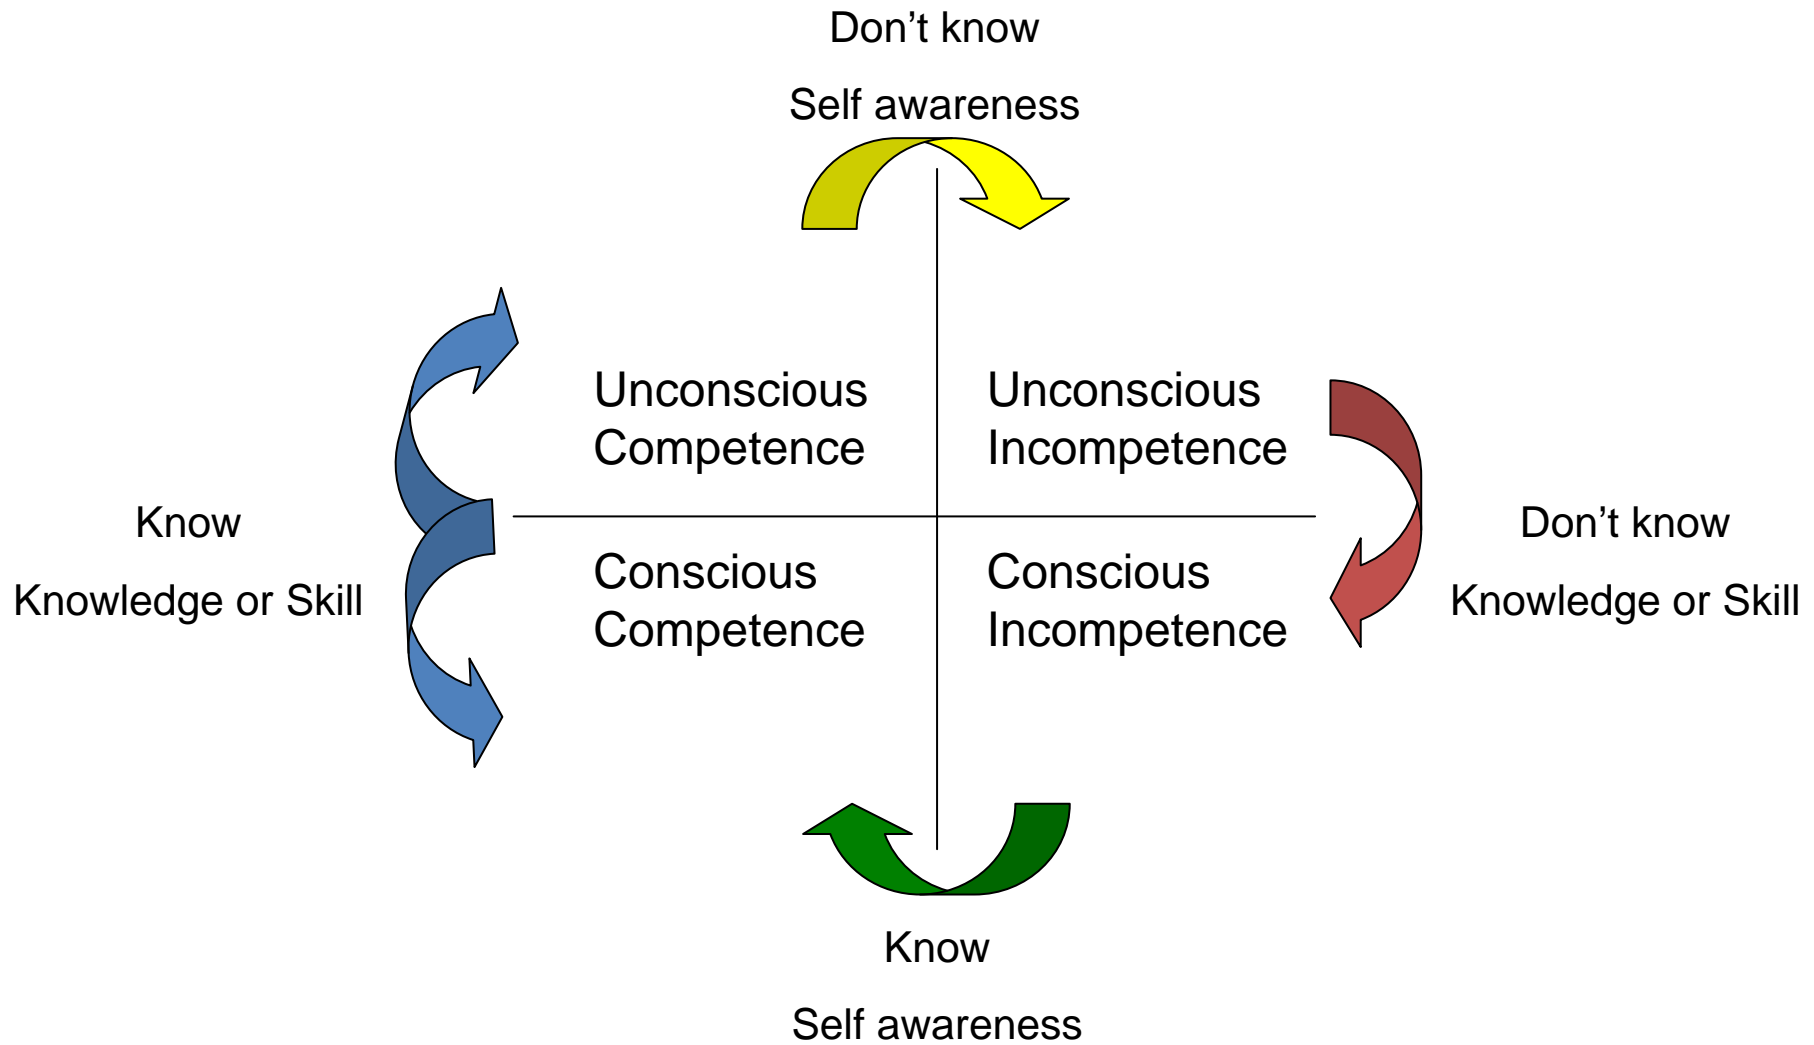 Don’t know
Self awareness
Unconscious
Competence
Unconscious
Incompetence
Know
Knowledge or Skill
Don’t know
Knowledge or Skill
Conscious
Competence
Conscious
Incompetence
Know
Self awareness